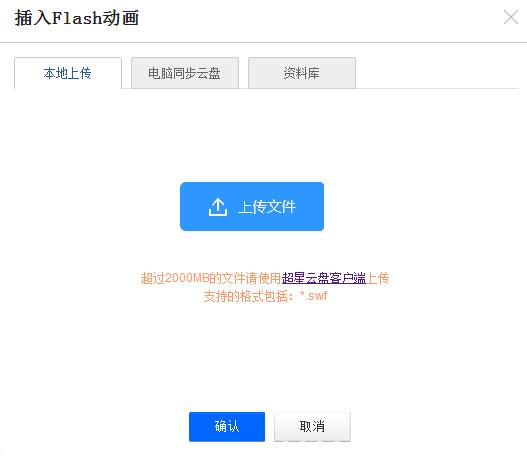 插入Flash动画
本地上传
电脑同步云盘
资料库
上传文件
超过2000MB的文件请使用超星云盘客户端上传
支持的格式包括：*.swf
确认
取消